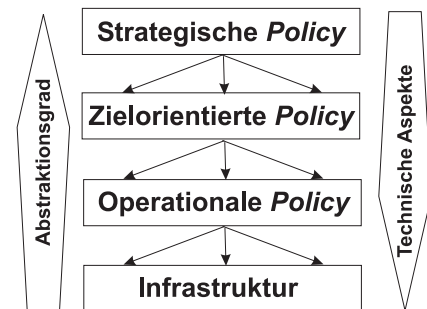 Strategische Policy
Zielorientierte Policy
Operationale Policy
Infrastruktur
Abstraktionsgrad
Technische Aspekte